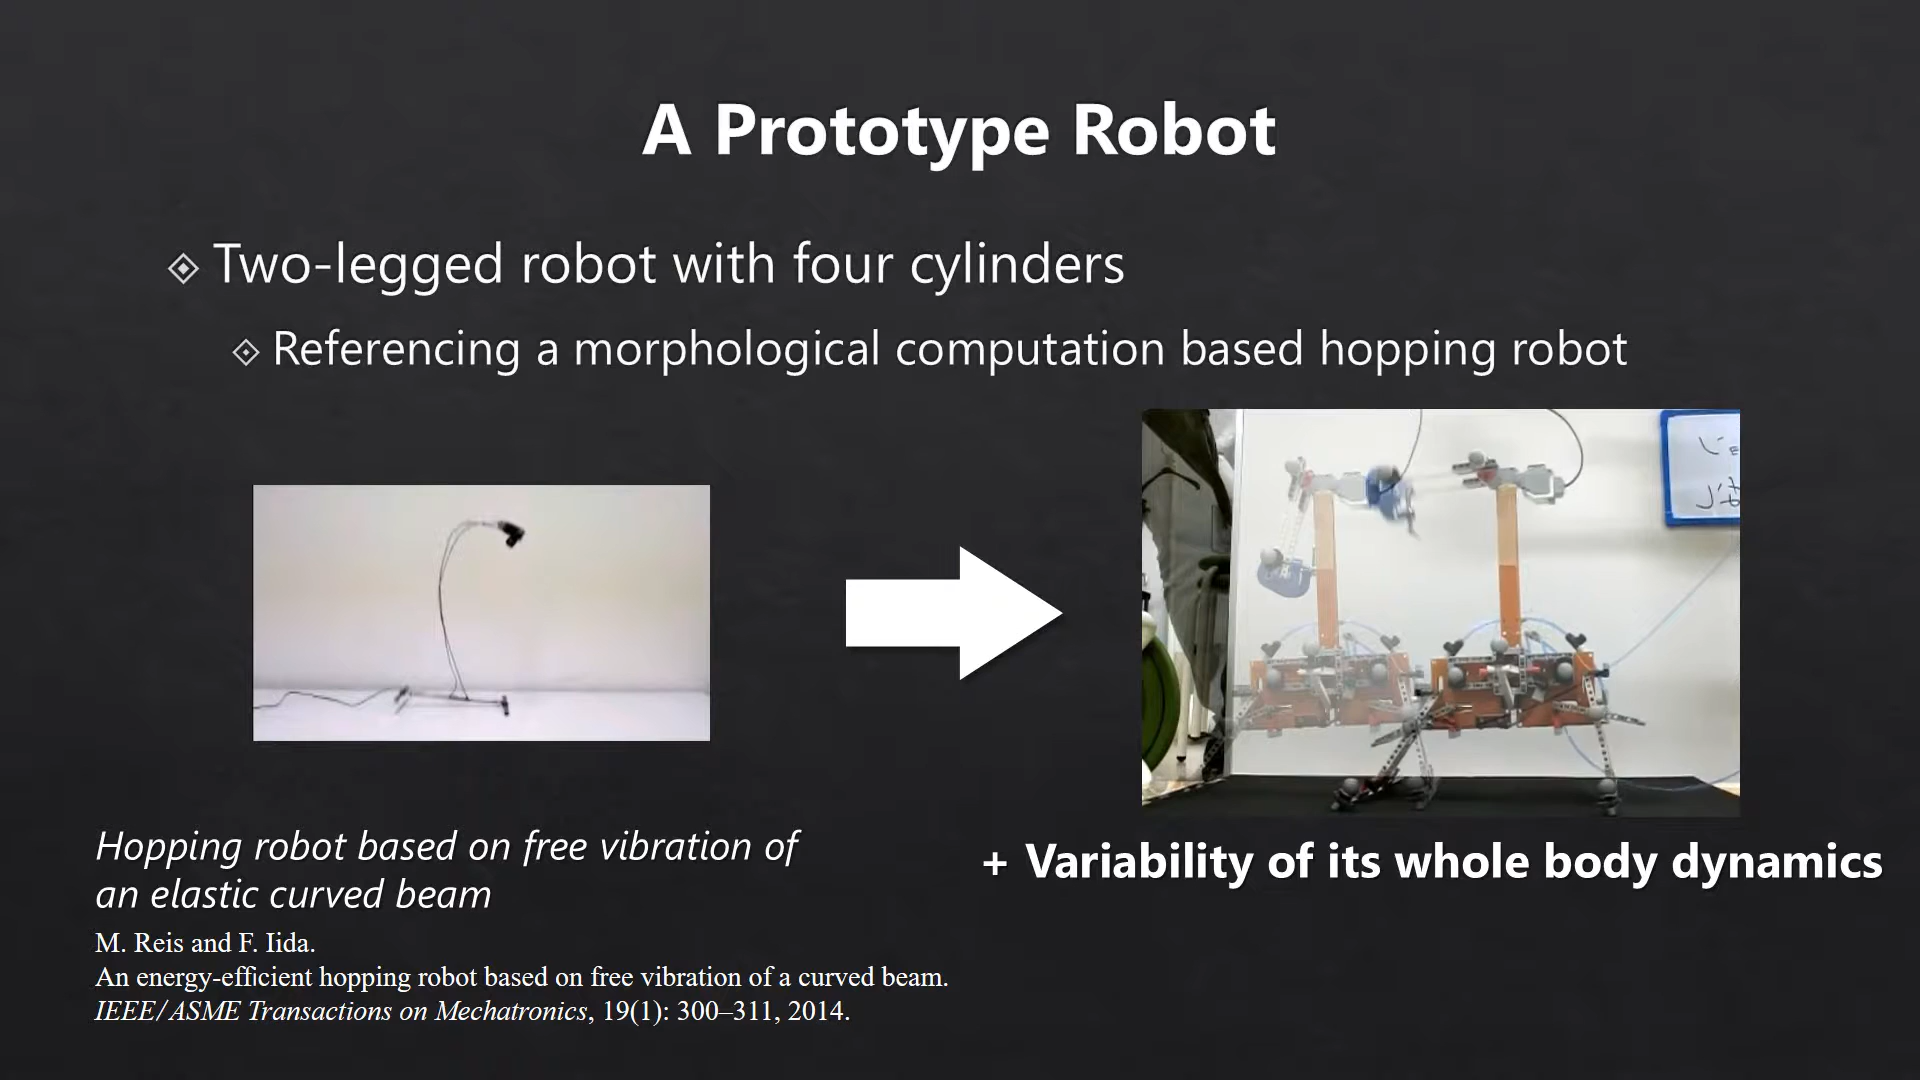 A Prototype Robot
Two-legged robot with four cylinders
Referencing a morphological computation based hopping robot
Hopping robot based on free vibration of
an elastic curved beam
M. Reis and F. Iida.
An energy-efficient hopping robot based on free vibration of a curved beam.
IEEE/ASME Transactions on Mechatronics, 19(1): 300–311, 2014.
+ Variability of its whole body dynamics